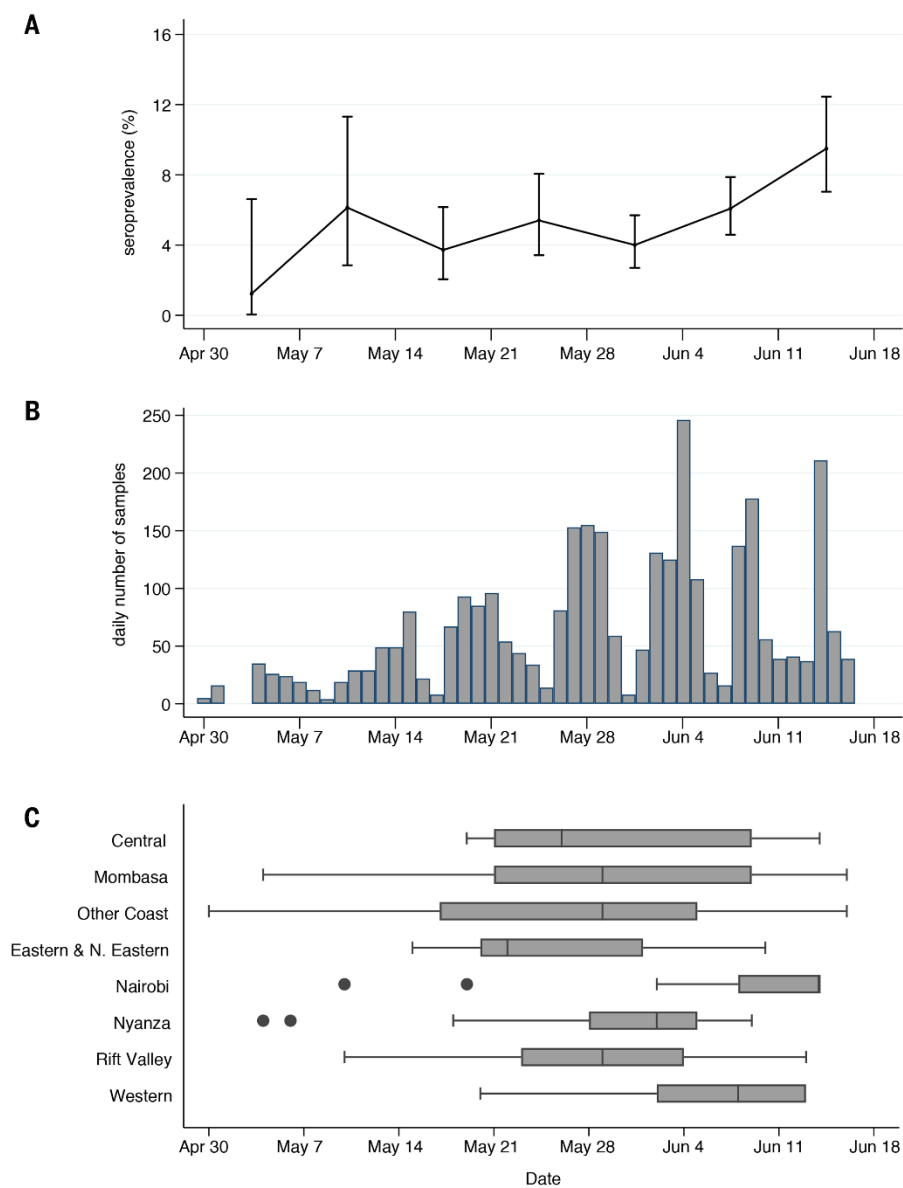 A
16
12
8
4
0
seroprevalence (%)
Apr 30 May 7 May 14 May 21 May 28 Jun 4 Jun 11 Jun 18
B
250
200
150
100
50
0
daily number of samples
Apr 30 May 7 May 14 May 21 May 28 Jun 4 Jun 11 Jun 18
C
Central
Mombasa
Other Coast
Eastern & N. Eastern
Nairobi
Nyanza
Rift Valley
Western
Apr 30 May 7 May 14 May 21 May 28 Jun 4 Jun 11 Jun 18
Date